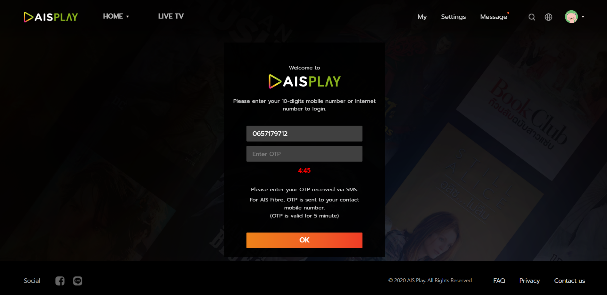 AISPLAY
HOME
LIVE TV
My
Settings
Message
Welcome to
AISPLAY
Please enter your 10-digits mobile number or internet
number to login.
0657179712
Enter OTP
4:45
Please enter your OTP received via SMS
For AIS Fibre, OTP is sent to your contact
mobile number.
(OTP is valid for 5 minute)
OK
Book Club
Social
© 2020 AIS Play. All Rights Reserved
FAQ
Privacy
Contact us